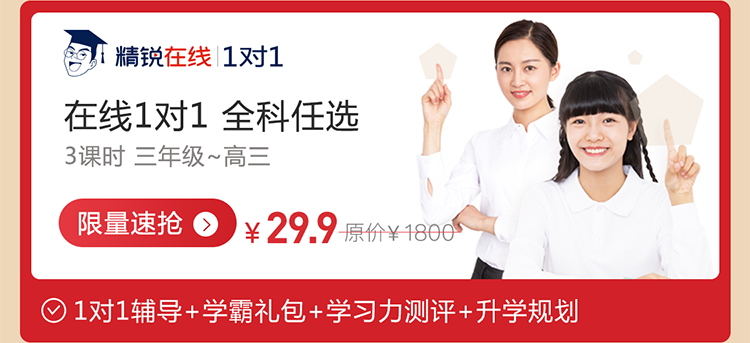 精锐在线|1对1
在线1对1 全科任选
3课时 三年级~高三
限量速抢 ¥29.9 原价¥1800
1对1辅导+学霸礼包+学习力测评+升学规划